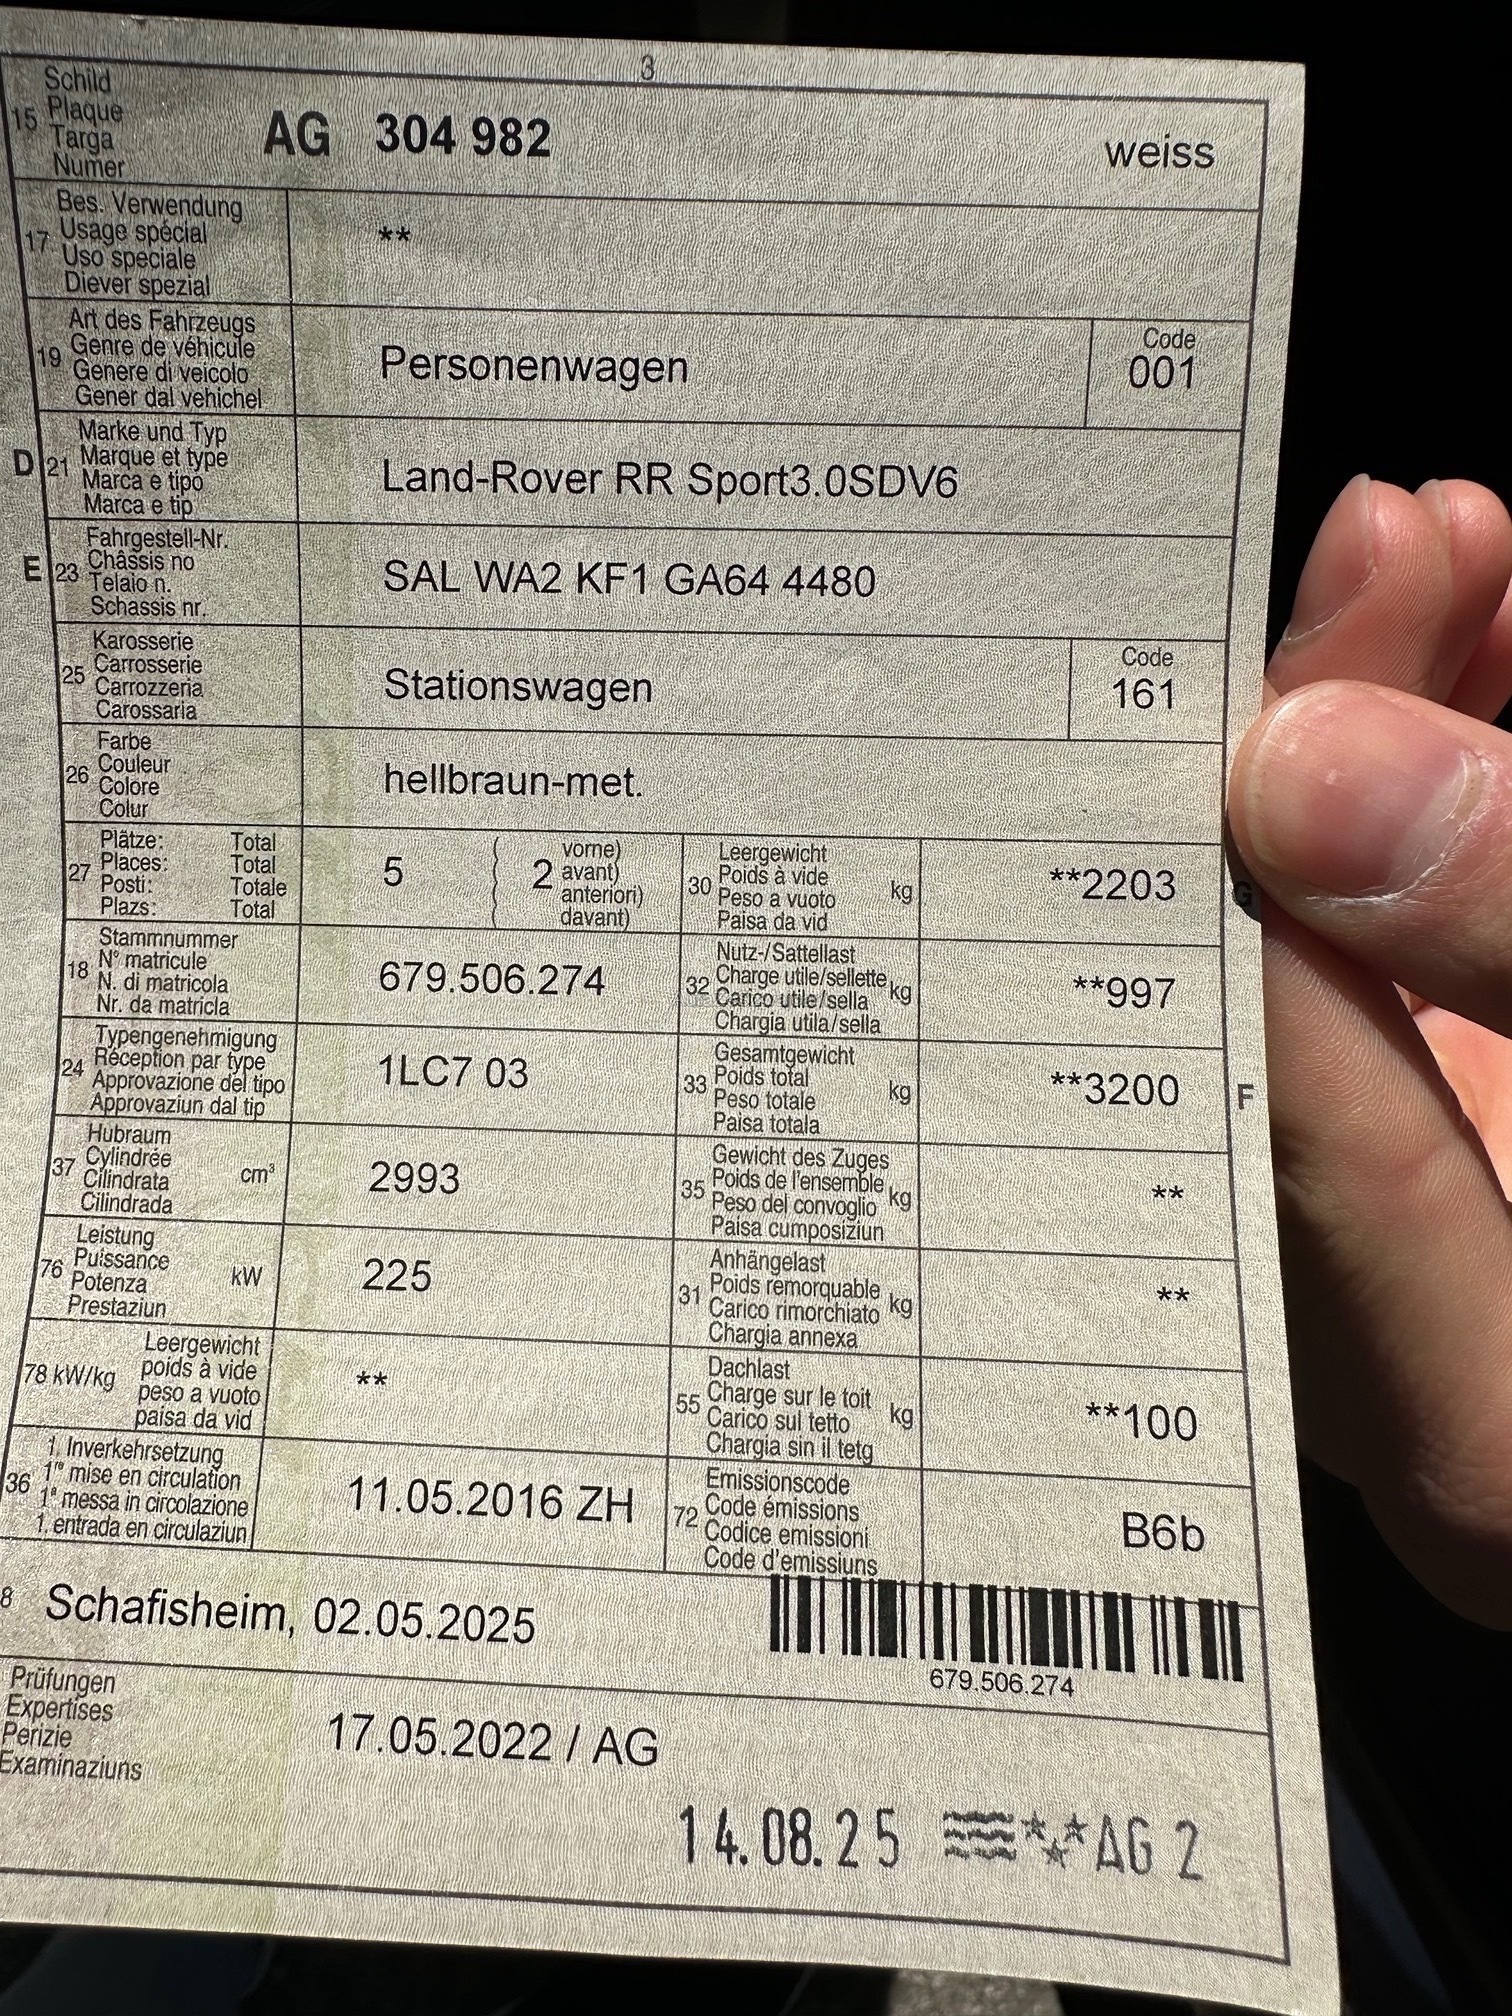 3
15 Schild
Plaque
Targa
Numer
AG 304 982 weiss
17 Bes. Verwendung
Usage spécial
Uso speciale
Diever spezial
**
19 Art des Fahrzeugs
Genre de véhicule
Genere di veicolo
Gener dal vehichel
Personenwagen
Code
001
D 21 Marke und Typ
Marque et type
Marca e tipo
Marca e tip
Land-Rover RR Sport3.0SDV6
E 23 Fahrgestell-Nr.
Châssis no
Telaio n.
Schassis nr.
SAL WA2 KF1 GA64 4480
25 Karosserie
Carrosserie
Carrozzeria
Carossaria
Stationswagen
Code
161
26 Farbe
Couleur
Colore
Colur
hellbraun-met.
27 Plätze: Total
Places: Total
Posti: Totale
Plazs: Total
5 ( 2 vorne)
avant)
anteriori)
davant)
30 Leergewicht
Poids à vide
Peso a vuoto
Paisa da vid
kg
**2203
G
18 Stammnummer
N° matricule
N. di matricola
Nr. da matricla
679.506.274
32 Nutz-/Sattellast
Charge utile/sellette
Carico utile/sella
Chargia utila/sella
kg
**997
24 Typengenehmigung
Réception par type
Approvazione del tipo
Approvaziun dal tip
1LC7 03
33 Gesamtgewicht
Poids total
Peso totale
Paisa totala
kg
**3200
F
37 Hubraum
Cylindrée
Cilindrata
Cilindrada
cm³
2993
35 Gewicht des Zuges
Poids de l'ensemble
Peso del convoglio
Paisa cumposiziun
kg
**
76 Leistung
Puissance
Potenza
Prestaziun
kW
225
31 Anhängelast
Poids remorquable
Carico rimorchiato
Chargia annexa
kg
**
78 kW/kg Leergewicht
poids à vide
peso a vuoto
paisa da vid
**
55 Dachlast
Charge sur le toit
Carico sul tetto
Chargia sin il tetg
kg
**100
36 1. Inverkehrsetzung
1re mise en circulation
1a messa in circolazione
1. entrada en circulaziun
11.05.2016 ZH
72 Emissionscode
Code émissions
Codice emissioni
Code d'emissiuns
B6b
8 Schafisheim, 02.05.2025
679.506.274
Prüfungen
Expertises
Perizie
Examinaziuns
17.05.2022 / AG
14.08.25 AG 2